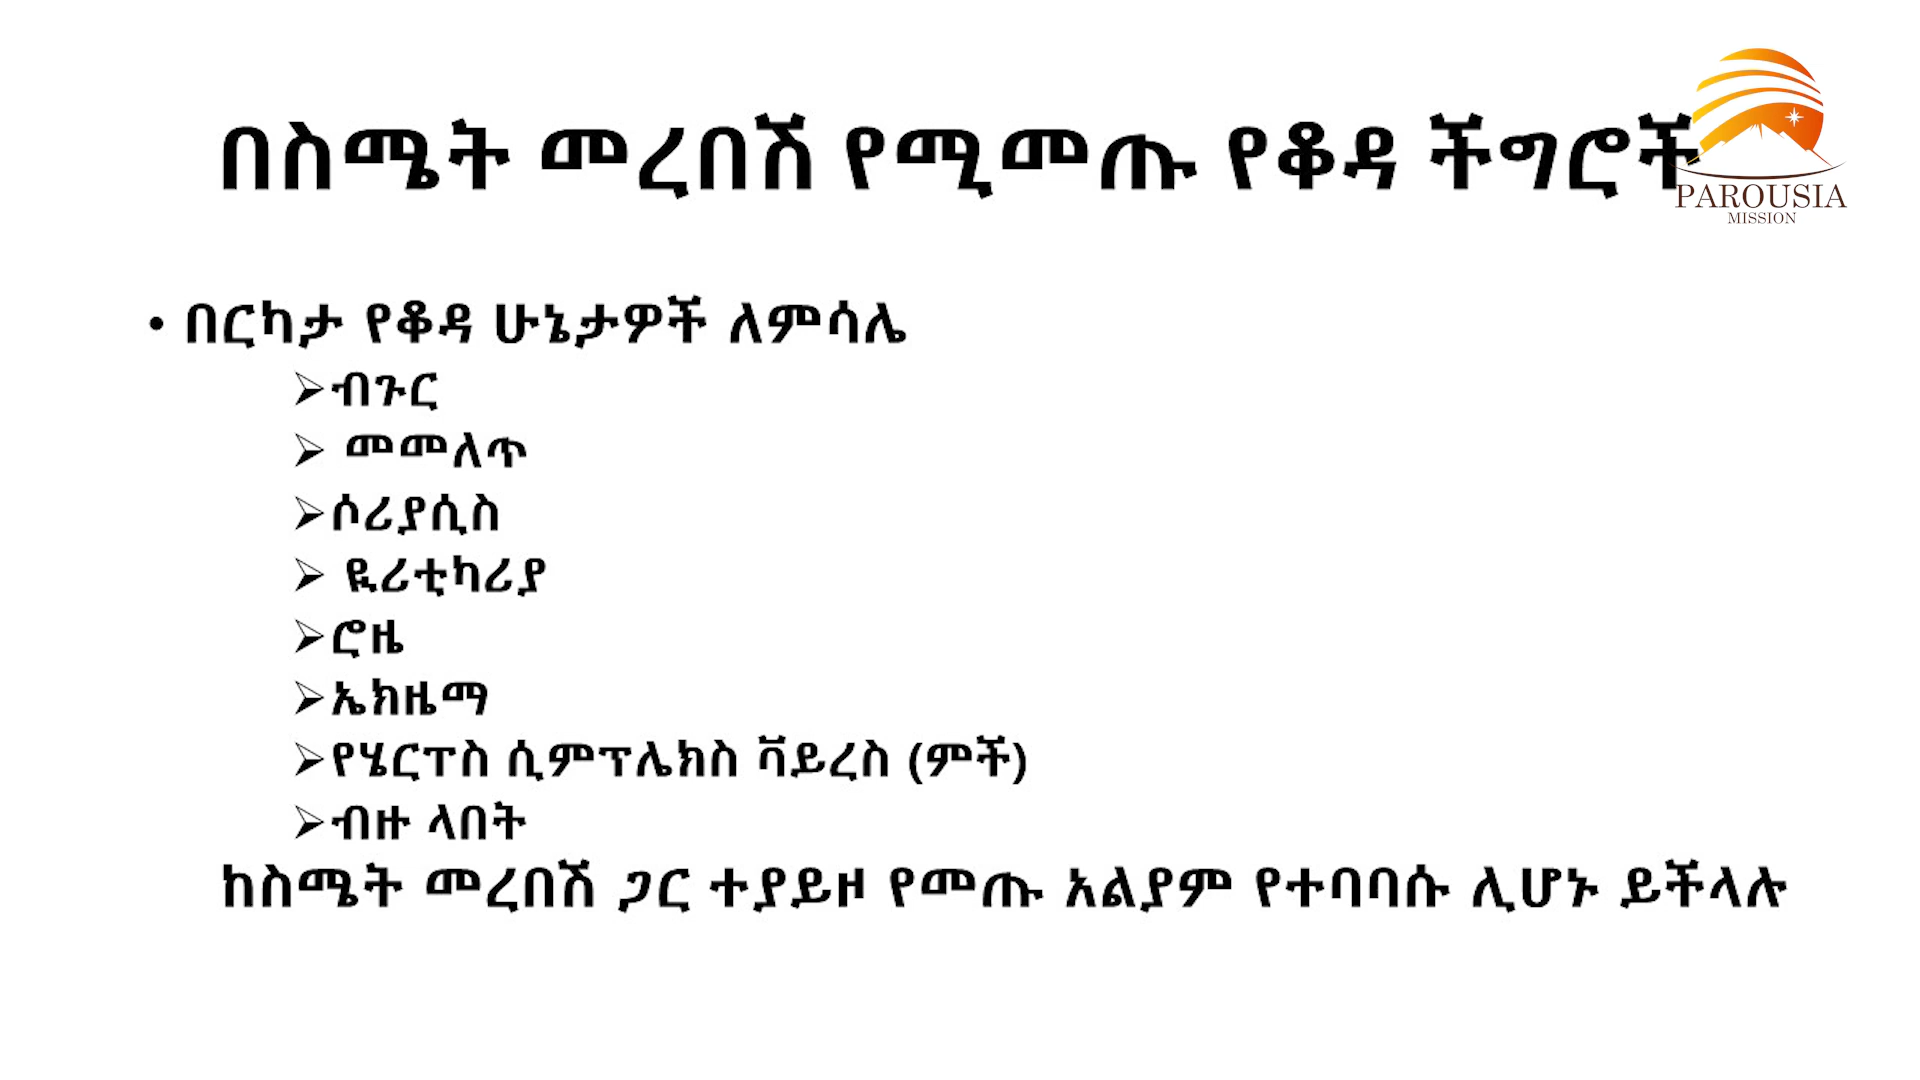 በስሜት መረበሽ የሚመጡ የቆዳ ችግሮች
PAROUSIA
MISSION
• በርካታ የቆዳ ሁኔታዎች ለምሳሌ
➢ብጉር
➢ መመለጥ
➢ሶሪያሲስ
➢ ዪሪቲካሪያ
➢ሮዜ
➢ኤክዜማ
➢የሄርፐስ ሲምፕሌክስ ቫይረስ (ምች)
➢ብዙ ላበት
ከስሜት መረበሽ ጋር ተያይዞ የመጡ አልያም የተባባሱ ሊሆኑ ይችላሉ